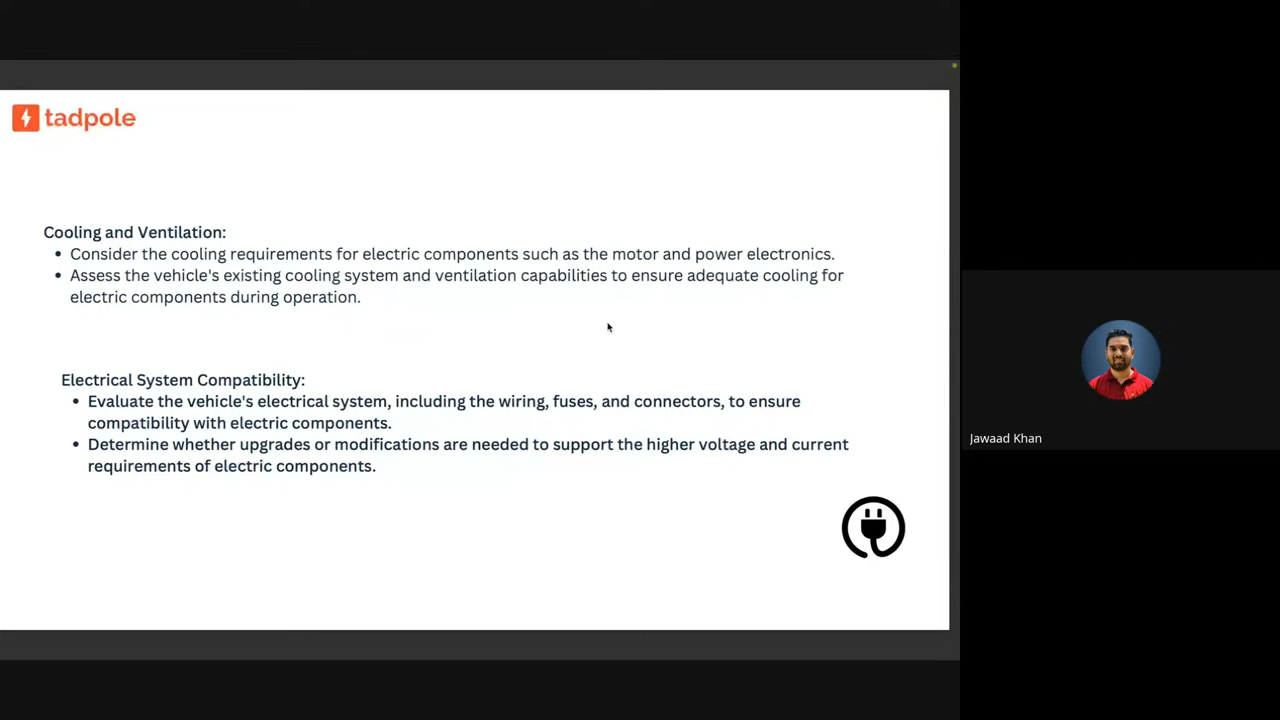 tadpole
Cooling and Ventilation:
• Consider the cooling requirements for electric components such as the motor and power electronics.
• Assess the vehicle's existing cooling system and ventilation capabilities to ensure adequate cooling for
electric components during operation.
Electrical System Compatibility:
• Evaluate the vehicle's electrical system, including the wiring, fuses, and connectors, to ensure
compatibility with electric components.
• Determine whether upgrades or modifications are needed to support the higher voltage and current
requirements of electric components.
Jawaad Khan